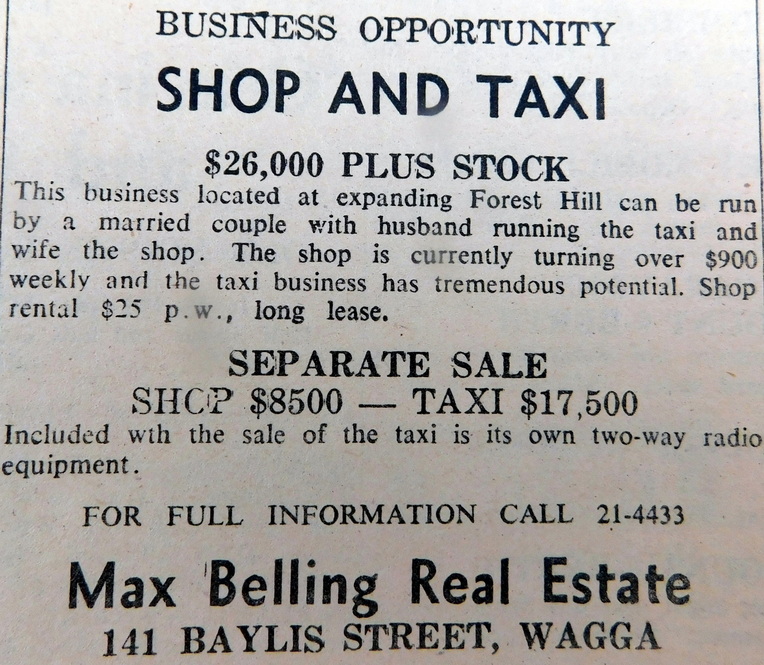 BUSINESS OPPORTUNITY
SHOP AND TAXI
$26,000 PLUS STOCK
This business located at expanding Forest Hill can be run
by a married couple with husband running the taxi and
wife the shop. The shop is currently turning over $900
weekly and the taxi business has tremendous potential. Shop
rental $25 p.w., long lease.
SEPARATE SALE
SHOP $8500 — TAXI $17,500
Included wth the sale of the taxi is its own two-way radio
equipment.
FOR FULL INFORMATION CALL 21-4433
Max Belling Real Estate
141 BAYLIS STREET, WAGGA